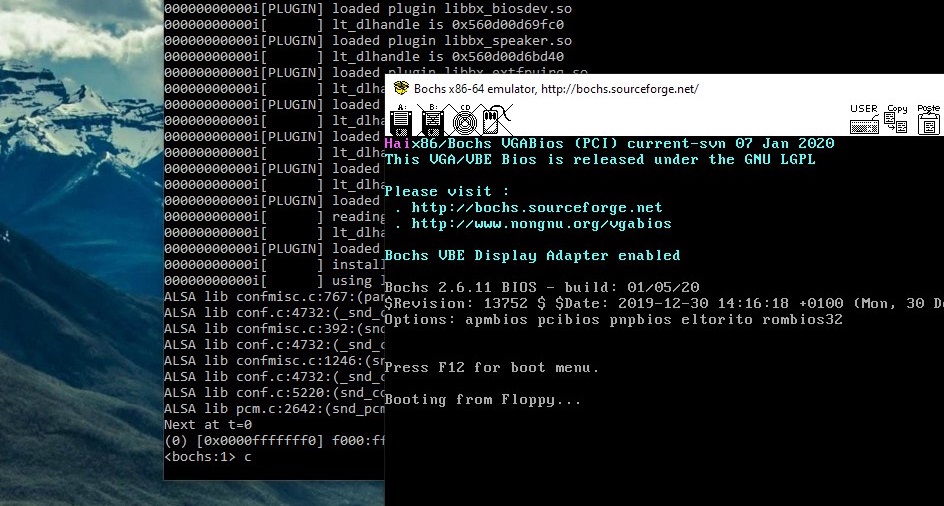 00000000000i[PLUGIN] loaded plugin libbx_biosdev.so
00000000000i[      ] lt_dlhandle is 0x560d00d69fc0
00000000000i[PLUGIN] loaded plugin libbx_speaker.so
00000000000i[      ] lt_dlhandle is 0x560d00d6bd40
00000000000i[PLUGIN] loaded plugin libbx_extfpuirq.so
00000000000i[      ] lt_dlha
00000000000i[PLUGIN] loaded
00000000000i[      ] lt_dlha
00000000000i[PLUGIN] loaded
00000000000i[      ] lt_dlha
00000000000i[PLUGIN] loaded
00000000000i[      ] lt_dlha
00000000000i[PLUGIN] loaded
00000000000i[      ] reading
00000000000i[      ] lt_dlha
00000000000i[PLUGIN] loaded
00000000000i[      ] install
00000000000i[      ] using l
ALSA lib confmisc.c:767:(par
ALSA lib conf.c:4732:(_snd_c
ALSA lib confmisc.c:392:(snd
ALSA lib conf.c:4732:(_snd_c
ALSA lib confmisc.c:1246:(sn
ALSA lib conf.c:4732:(_snd_c
ALSA lib conf.c:5220:(snd_co
ALSA lib pcm.c:2642:(snd_pcm
Next at t=0
(0) [0x0000fffffff0] f000:ff
<bochs:1> c
Bochs x86-64 emulator, http://bochs.sourceforge.net/
A: B: CD USER Copy Paste
Haix86/Bochs VGABios (PCI) current-svn 07 Jan 2020
This VGA/VBE Bios is released under the GNU LGPL
Please visit :
. http://bochs.sourceforge.net
. http://www.nongnu.org/vgabios
Bochs VBE Display Adapter enabled
Bochs 2.6.11 BIOS - build: 01/05/20
$Revision: 13752 $ $Date: 2019-12-30 14:16:18 +0100 (Mon, 30 De
Options: apmbios pcibios pnpbios eltorito rombios32
Press F12 for boot menu.
Booting from Floppy...